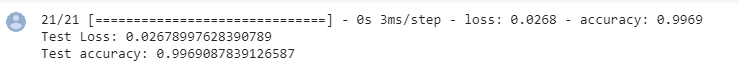 21/21 [==============================] - 0s 3ms/step - loss: 0.0268 - accuracy: 0.9969
Test Loss: 0.02678997628390789
Test accuracy: 0.9969087839126587